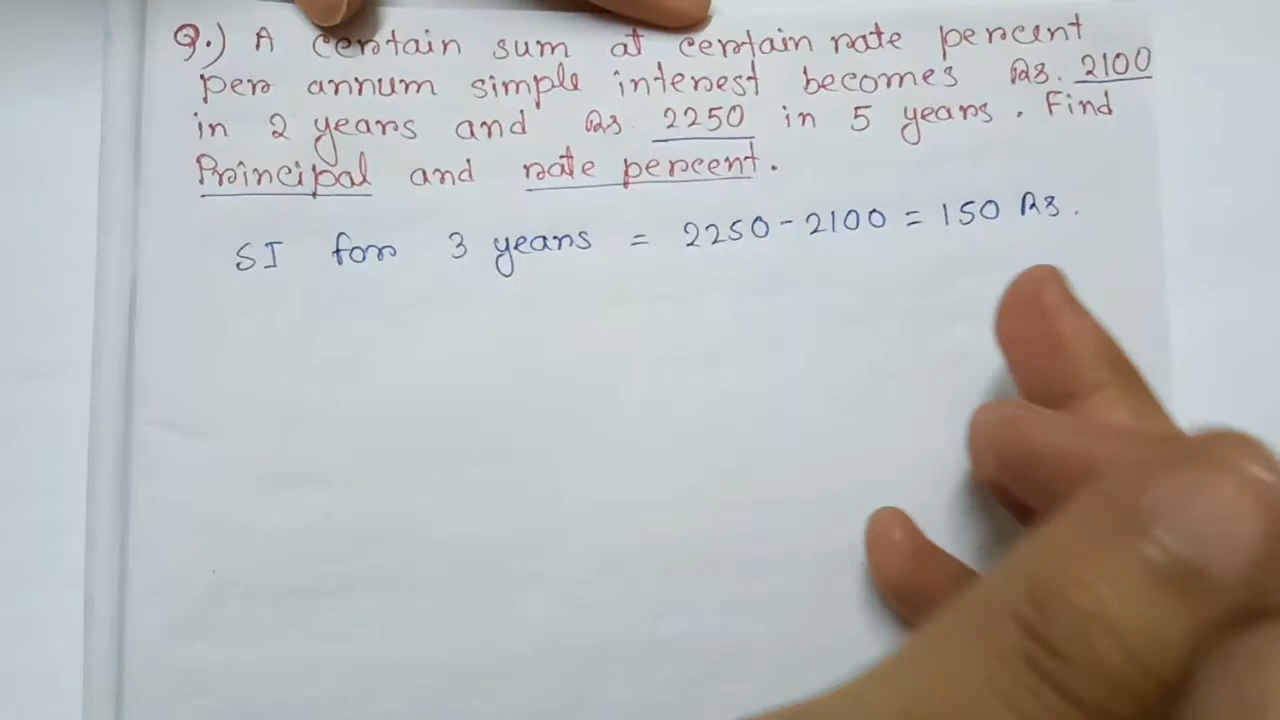 Q.) A certain sum at certain rate percent
per annum simple interest becomes Rs. 2100
in 2 years and Rs. 2250 in 5 years. Find
Principal and rate percent.
SI for 3 years = 2250-2100 = 150 Rs.